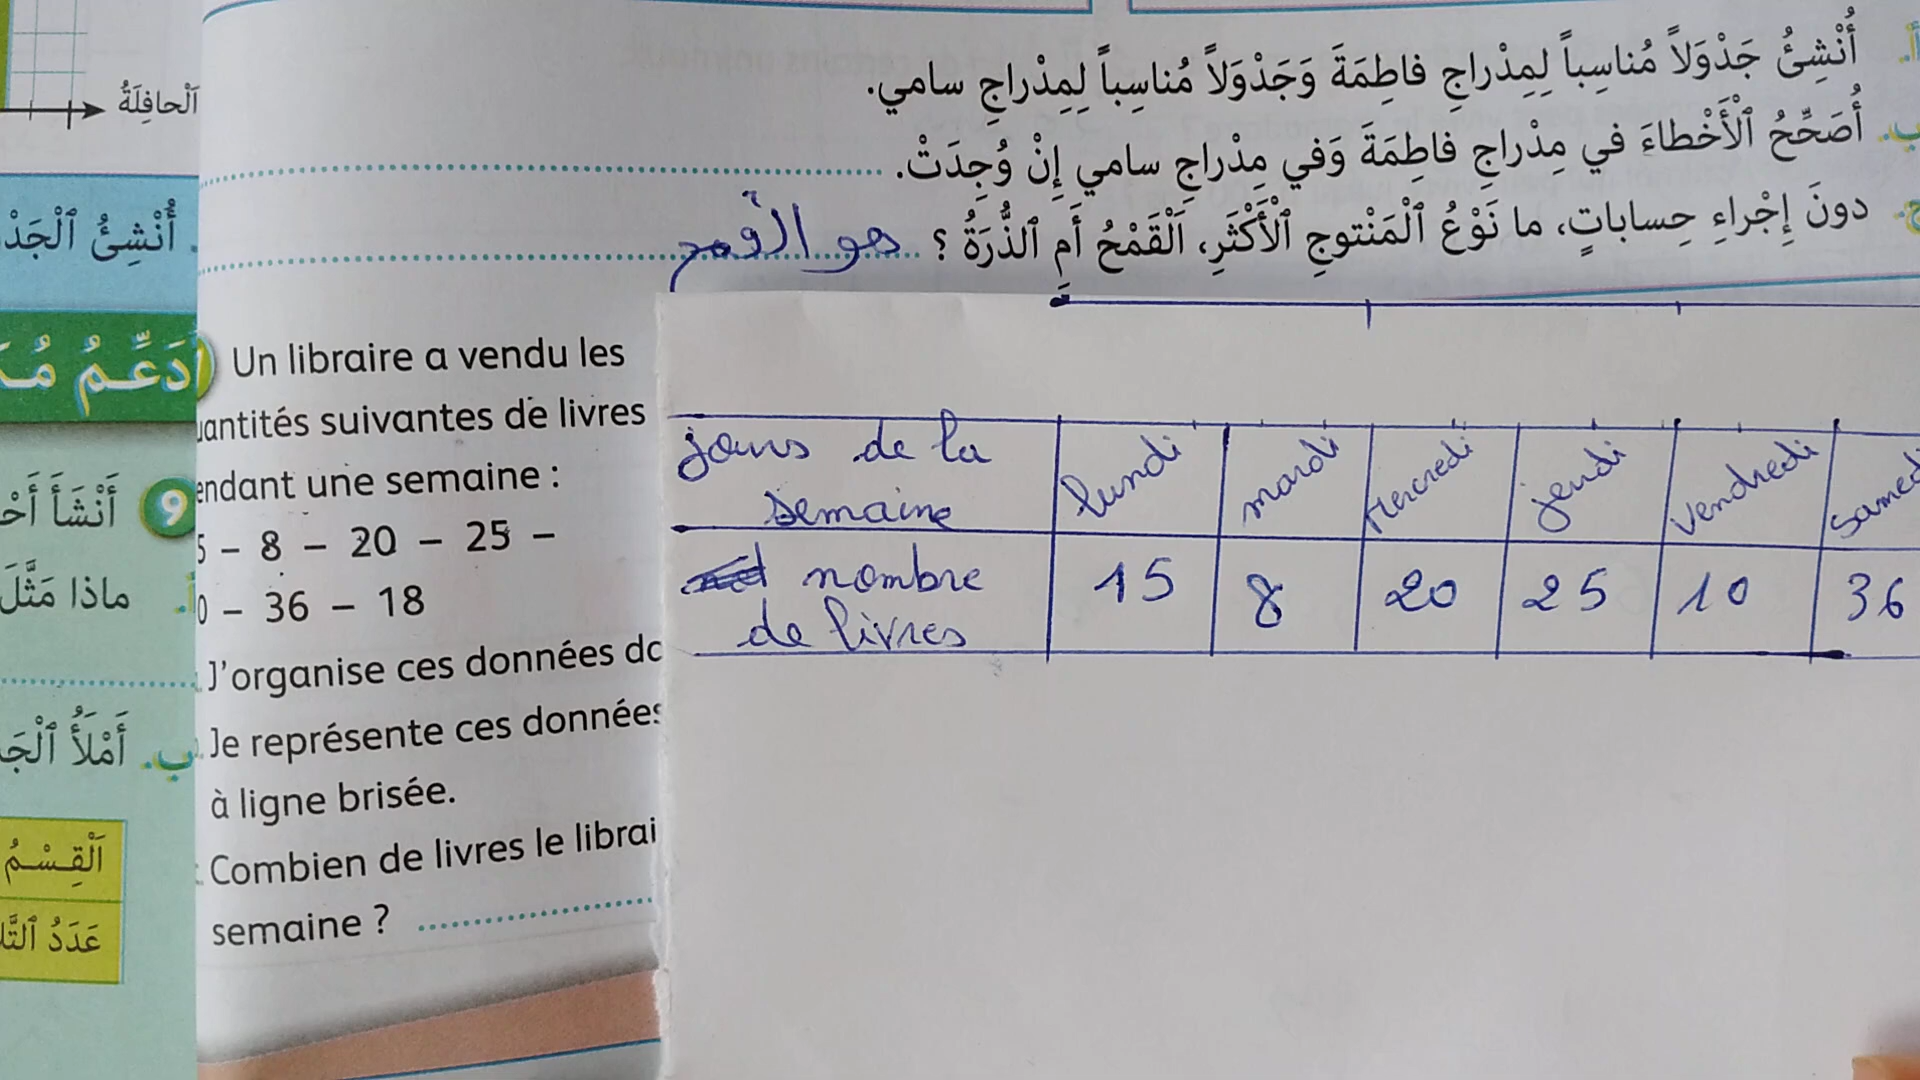 أُنْشِئُ جَدْوَلاً مُناسِباً لِمِدْراجِ فاطِمَةَ وَجَدْوَلاً مُناسِباً لِمِدْراجِ سامي.
ب. أُصَحِّحُ ٱلْأَخْطاءَ في مِدْراجِ فاطِمَةَ وَفي مِدْراجِ سامي إِنْ وُجِدَتْ.
دونَ إِجْراءِ حِساباتٍ، ما نَوْعُ ٱلْمَنْتوجِ ٱلْأَكْثَرِ، ٱلْقَمْحُ أَمِ ٱلذُّرَةُ ؟ هو القمح
اَلْحافِلَةُ
أُنْشِئُ ٱلْجَدْ
9 أَنْشَأَ أَحْ
ماذا مَثَّلَ
ب. أَمْلَأُ ٱلْجَ
اَلْقِسْمُ
عَدَدُ ٱلتَّلا
Un libraire a vendu les
uantités suivantes de livres
endant une semaine :
5 – 8 – 20 – 25 –
0 – 36 – 18
J'organise ces données da
Je représente ces données
à ligne brisée.
Combien de livres le librai
semaine ?
jours de la semaine
lundi
mardi
Mercredi
jeudi
Vendredi
Samedi
nombre de livres
15
8
20
25
10
36